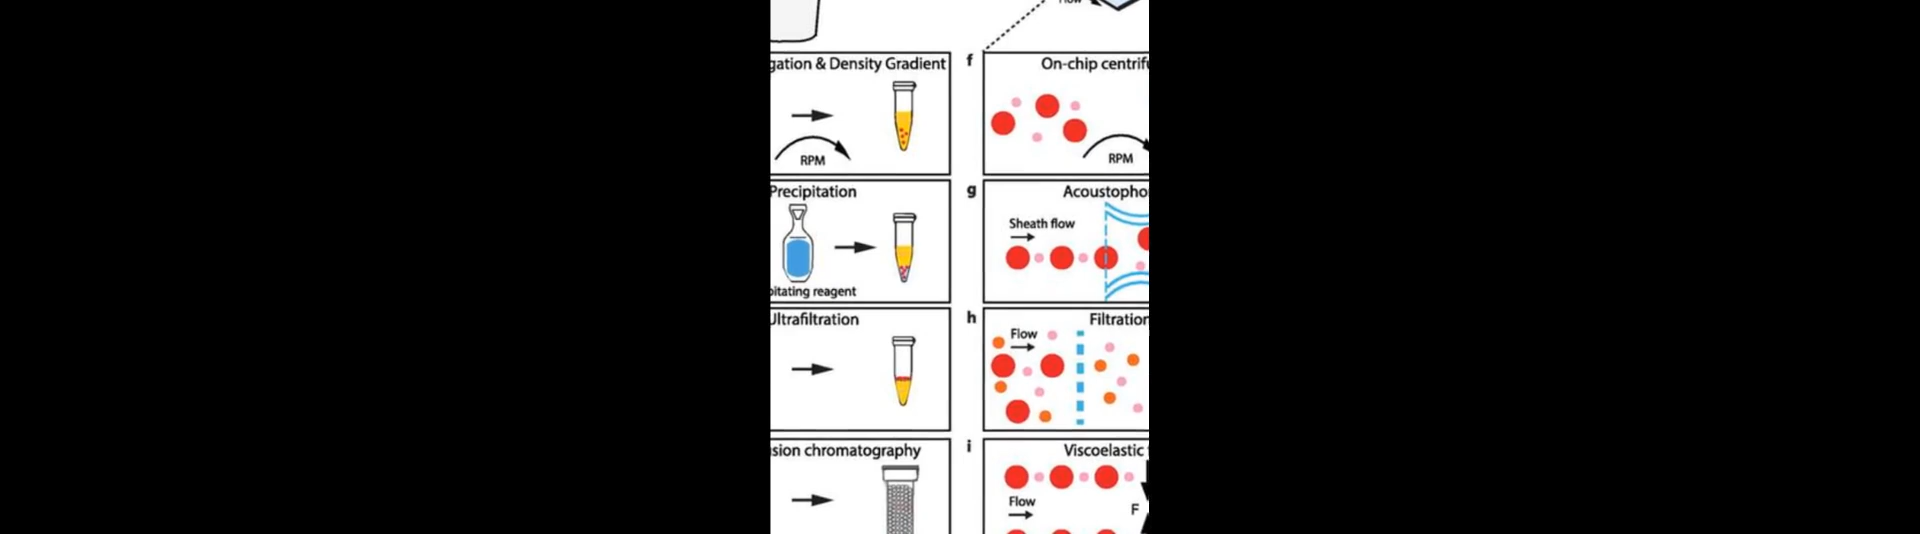 Flow
gation & Density Gradient
RPM
Precipitation
pitating reagent
Ultrafiltration
sion chromatography
f
On-chip centrifu
RPM
g
Acoustopho
Sheath flow
h
Filtration
Flow
i
Viscoelastic
Flow
F